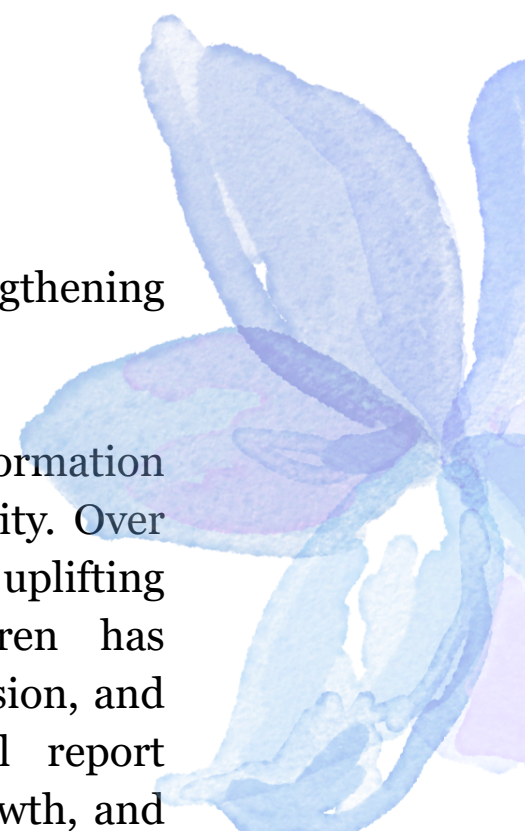 gthening
ormation
ity. Over
uplifting
ren has
sion, and
l report
wth, and